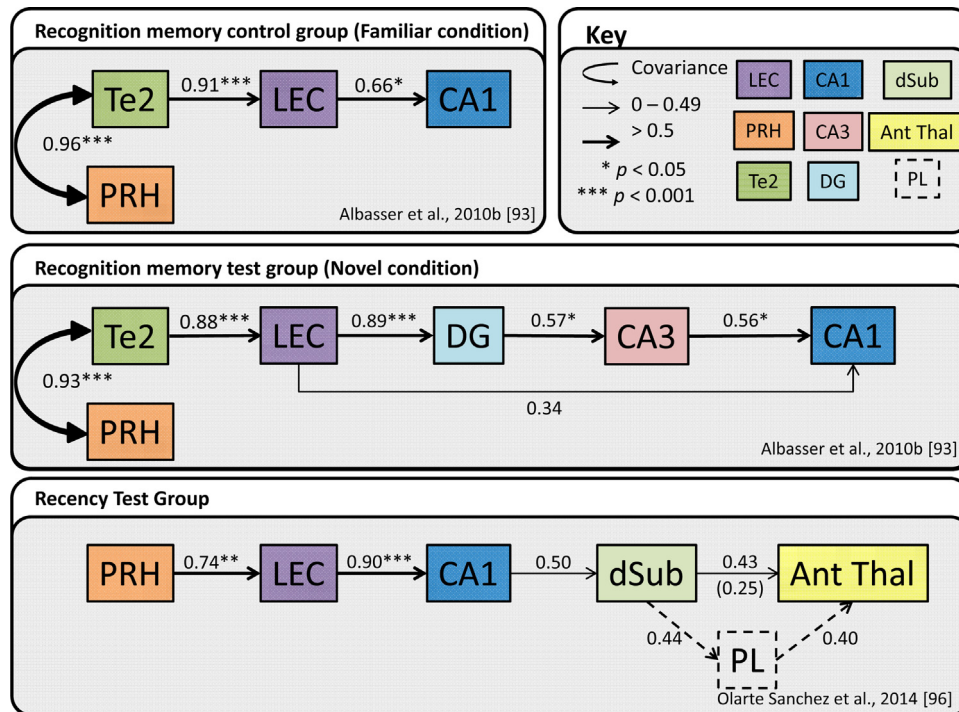 Recognition memory control group (Familiar condition)
Te2 0.91*** LEC 0.66* CA1
0.96***
PRH
Albasser et al., 2010b [93]
Key
Covariance
0 – 0.49
> 0.5
* p < 0.05
*** p < 0.001
LEC CA1 dSub
PRH CA3 Ant Thal
Te2 DG PL
Recognition memory test group (Novel condition)
Te2 0.88*** LEC 0.89*** DG 0.57* CA3 0.56* CA1
0.93***
0.34
PRH
Albasser et al., 2010b [93]
Recency Test Group
PRH 0.74** LEC 0.90*** CA1 0.50 dSub 0.43 Ant Thal
(0.25)
0.44 PL 0.40
Olarte Sanchez et al., 2014 [96]